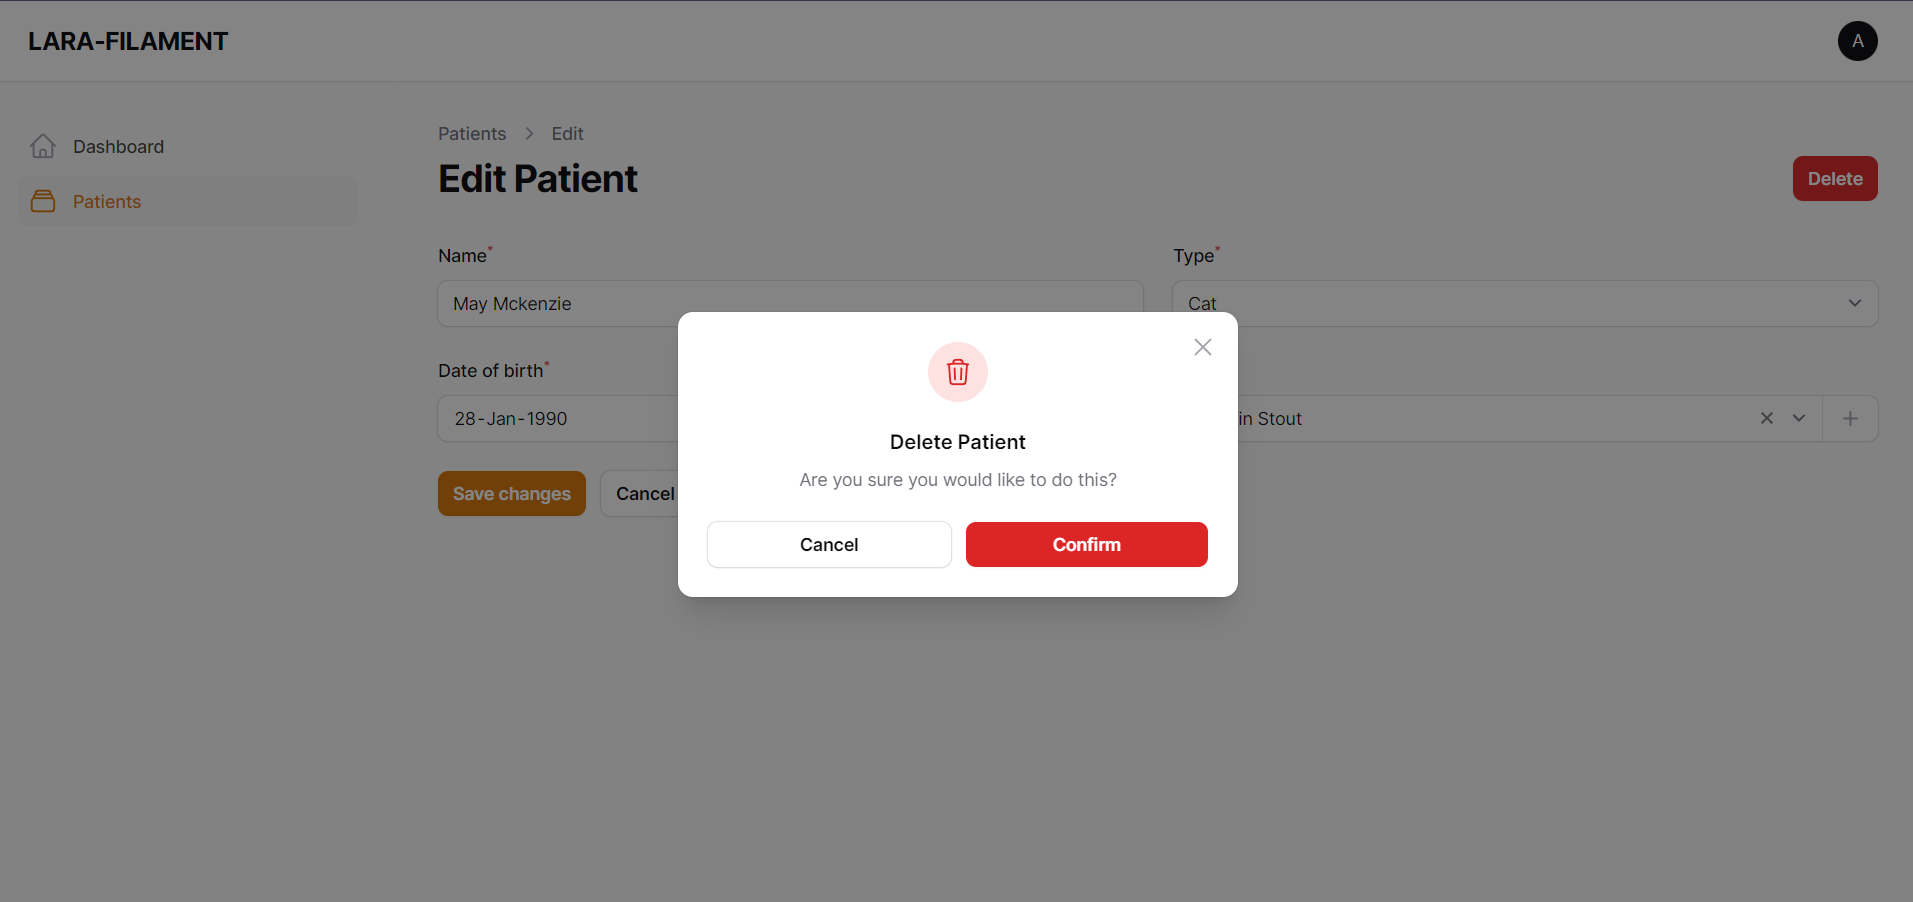 LARA-FILAMENT
A
Dashboard
Patients
Patients > Edit
Edit Patient
Delete
Name*
May Mckenzie
Type*
Cat
Date of birth*
28-Jan-1990
Stout
Save changes
Cancel
Delete Patient
Are you sure you would like to do this?
Cancel
Confirm